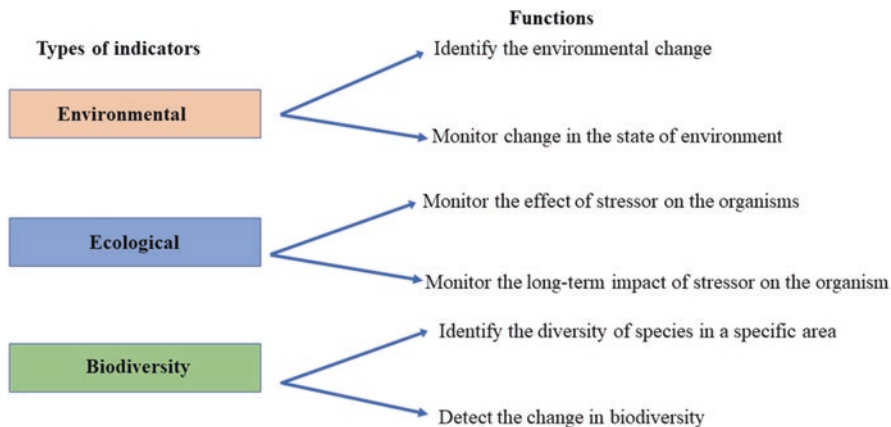 Functions
Types of indicators
Identify the environmental change
Environmental
Monitor change in the state of environment
Monitor the effect of stressor on the organisms
Ecological
Monitor the long-term impact of stressor on the organism
Identify the diversity of species in a specific area
Biodiversity
Detect the change in biodiversity